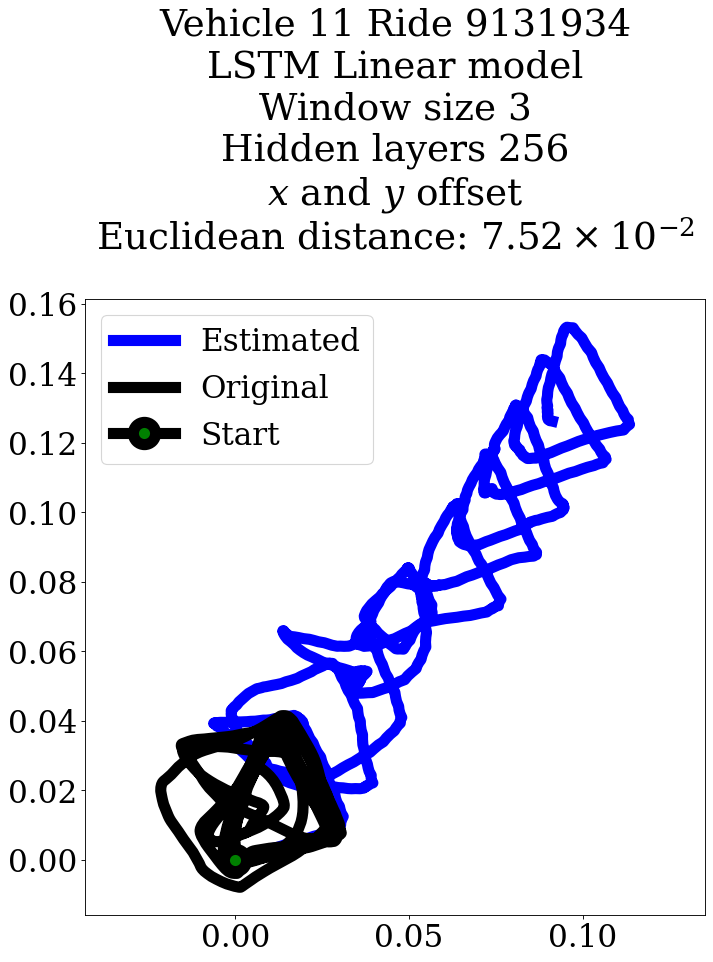 Vehicle 11 Ride 9131934
LSTM Linear model
Window size 3
Hidden layers 256
x and y offset
Euclidean distance: 7.52 × 10⁻²
0.16
0.14
0.12
0.10
0.08
0.06
0.04
0.02
0.00
Estimated
Original
Start
0.00 0.05 0.10